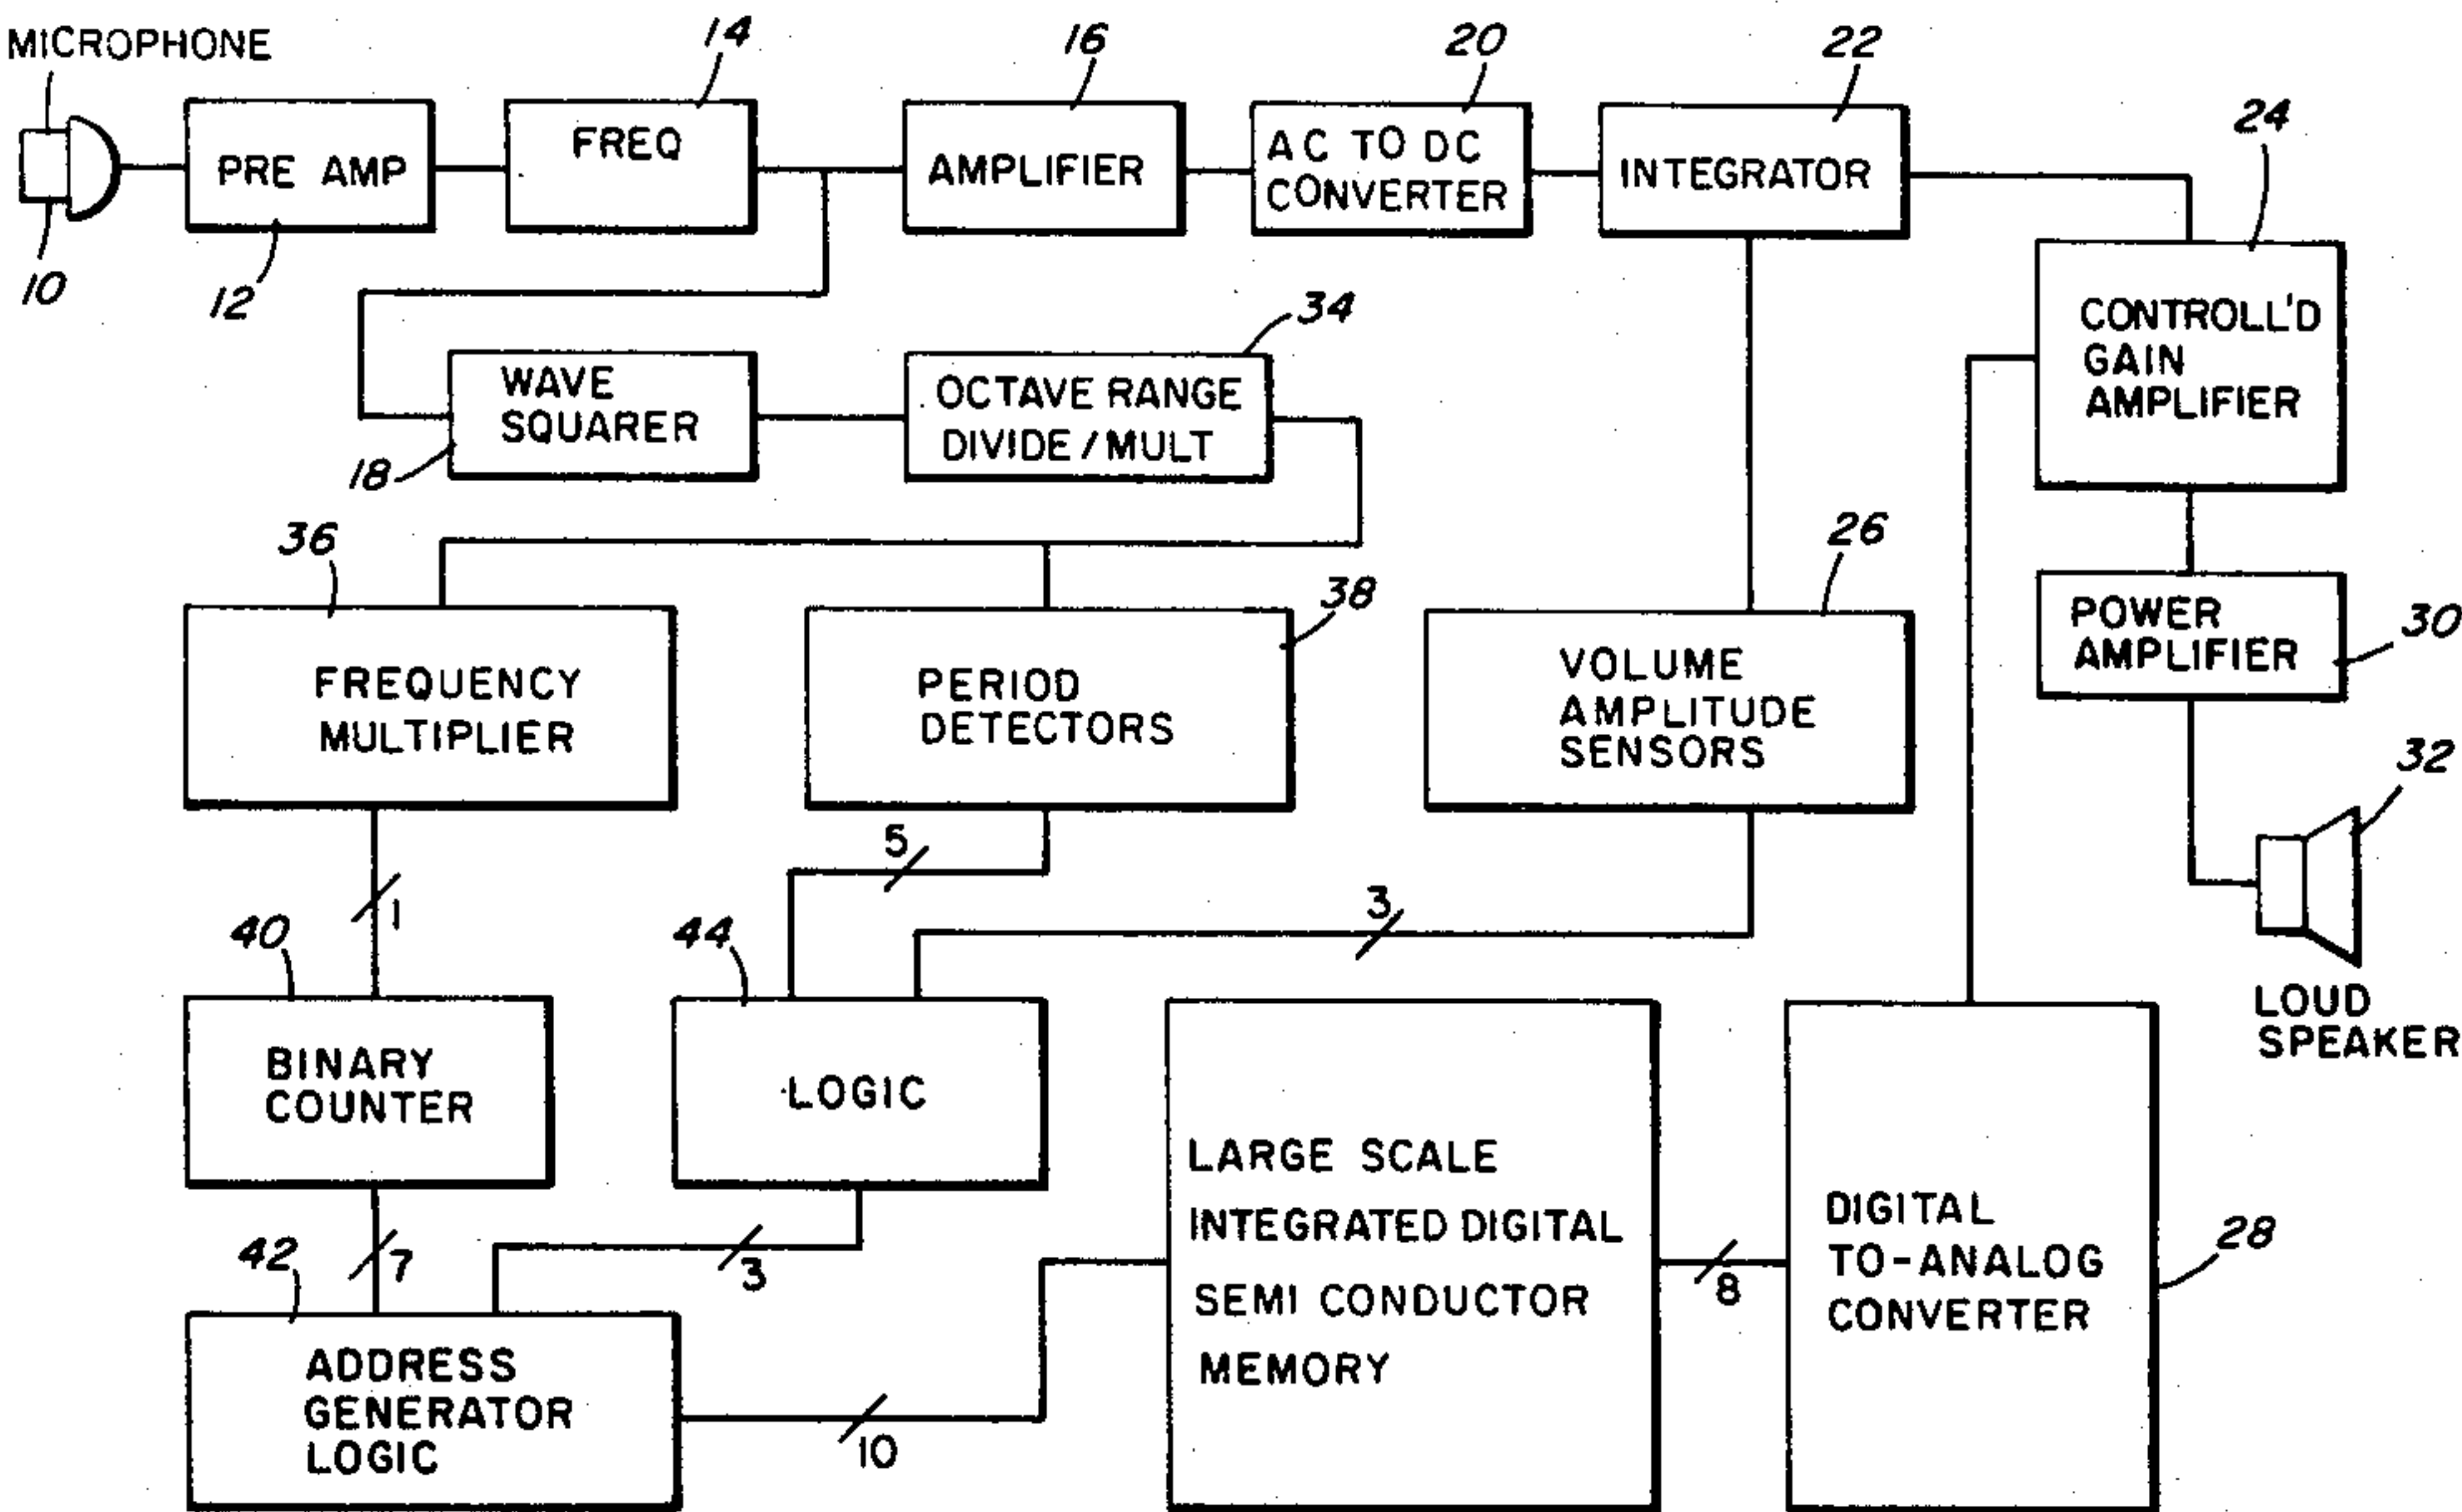 MICROPHONE
10
PRE AMP
12
FREQ
14
AMPLIFIER
16
AC TO DC
CONVERTER
20
INTEGRATOR
22
24
CONTROLL'D
GAIN
AMPLIFIER
WAVE
SQUARER
18
OCTAVE RANGE
DIVIDE / MULT
34
36
FREQUENCY
MULTIPLIER
38
PERIOD
DETECTORS
26
VOLUME
AMPLITUDE
SENSORS
POWER
AMPLIFIER
30
32
LOUD
SPEAKER
1
5
3
40
BINARY
COUNTER
44
LOGIC
7
3
42
ADDRESS
GENERATOR
LOGIC
10
LARGE SCALE
INTEGRATED DIGITAL
SEMI CONDUCTOR
MEMORY
8
DIGITAL
TO-ANALOG
CONVERTER
28